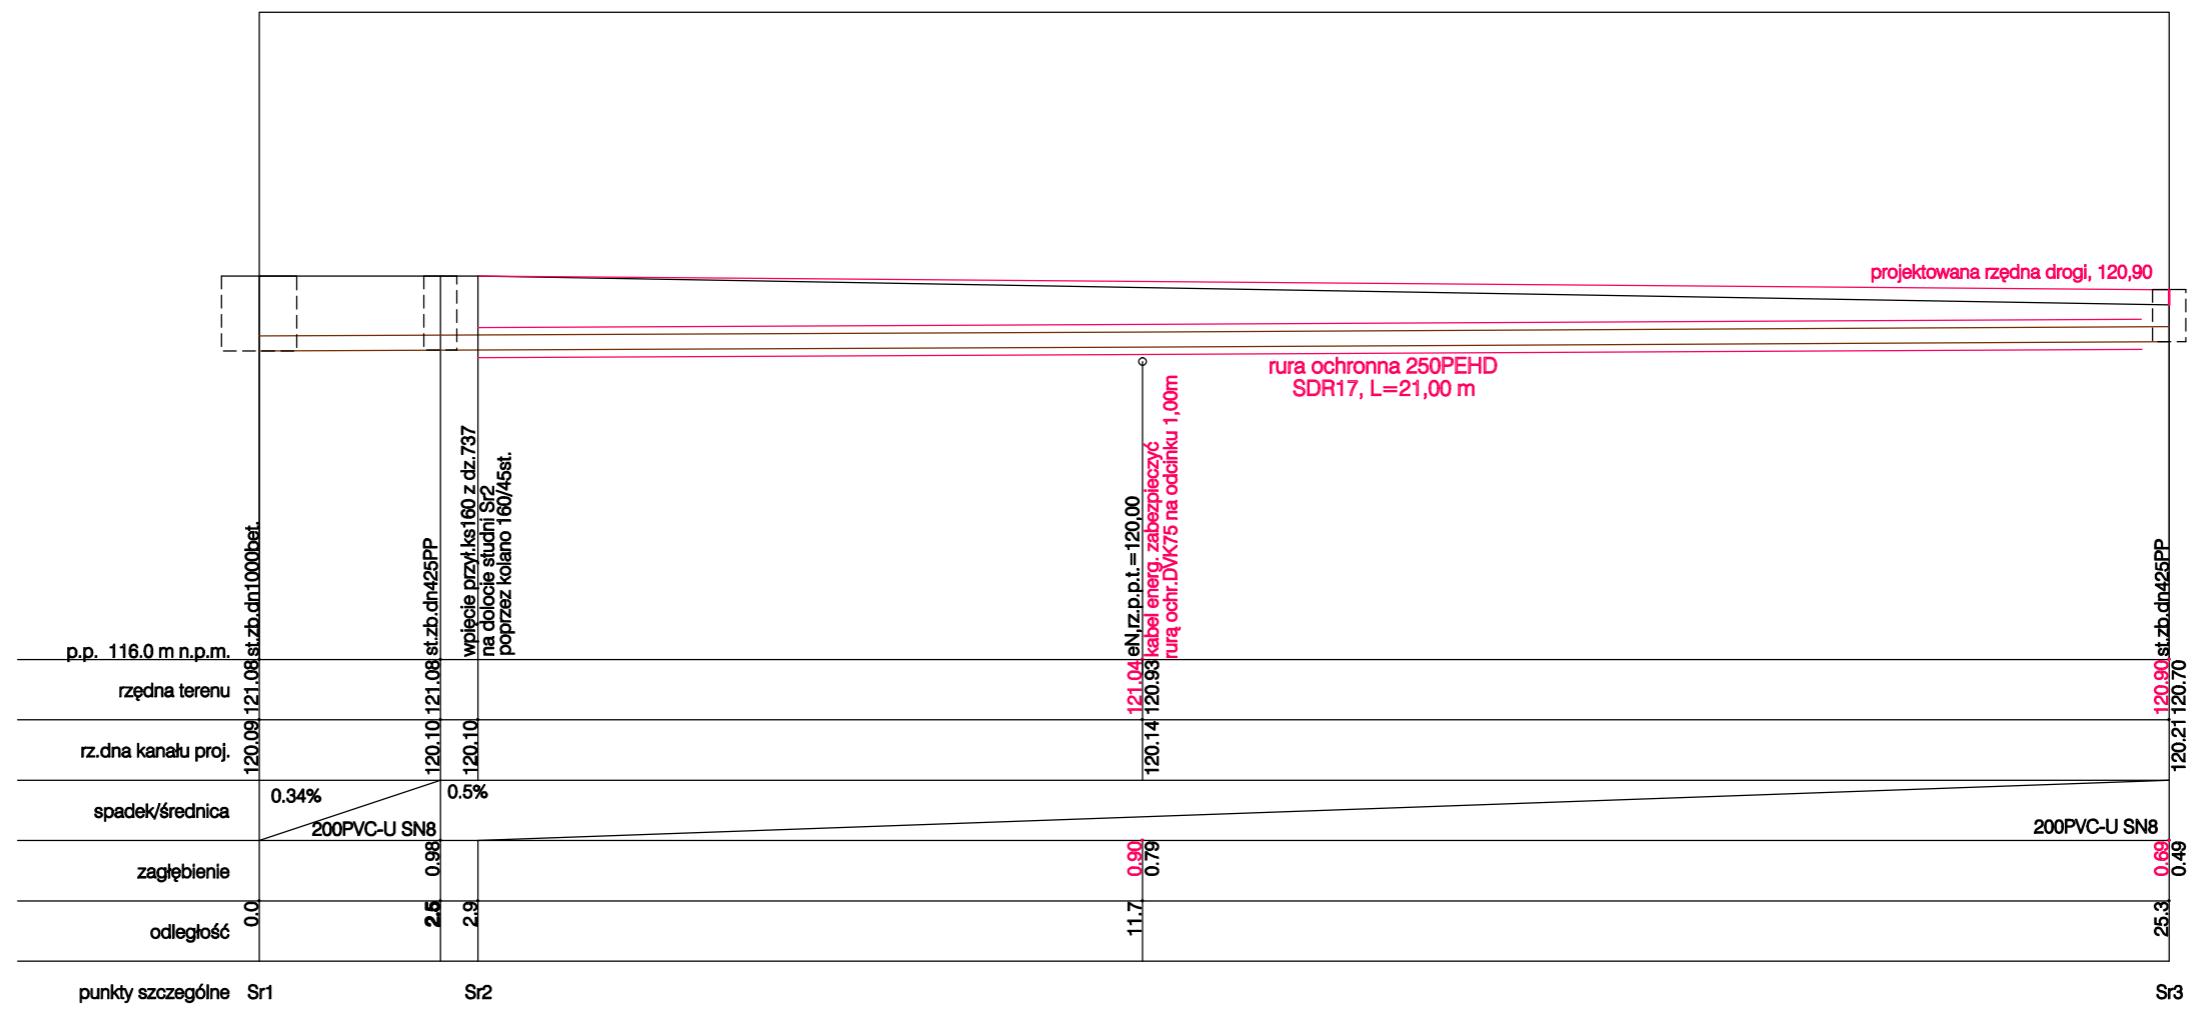 projektowana rzędna drogi, 120,90
rura ochronna 250PEHD
SDR17, L=21,00 m
st.zb.dn1000bet.
st.zb.dn425PP
wpięcie przył.ks160 z dz.737
na dolocie studni Sr2
poprzez kolano 160/45st.
eN,rz.p.p.t.=120,00
kabel energ. zabezpieczyć
rurą ochr.DVK75 na odcinku 1,00m
st.zb.dn425PP
p.p. 116.0 m n.p.m.
rzędna terenu 121.08 121.08 121.04 120.93 120.90 120.70
rz.dna kanału proj. 120.09 120.10 120.10 120.14 120.21
spadek/średnica 0.34% 200PVC-U SN8 0.5% 200PVC-U SN8
zagłębienie 0.98 0.90 0.79 0.69 0.49
odległość 0.0 2.9 11.7 25.3
punkty szczególne Sr1 Sr2 Sr3